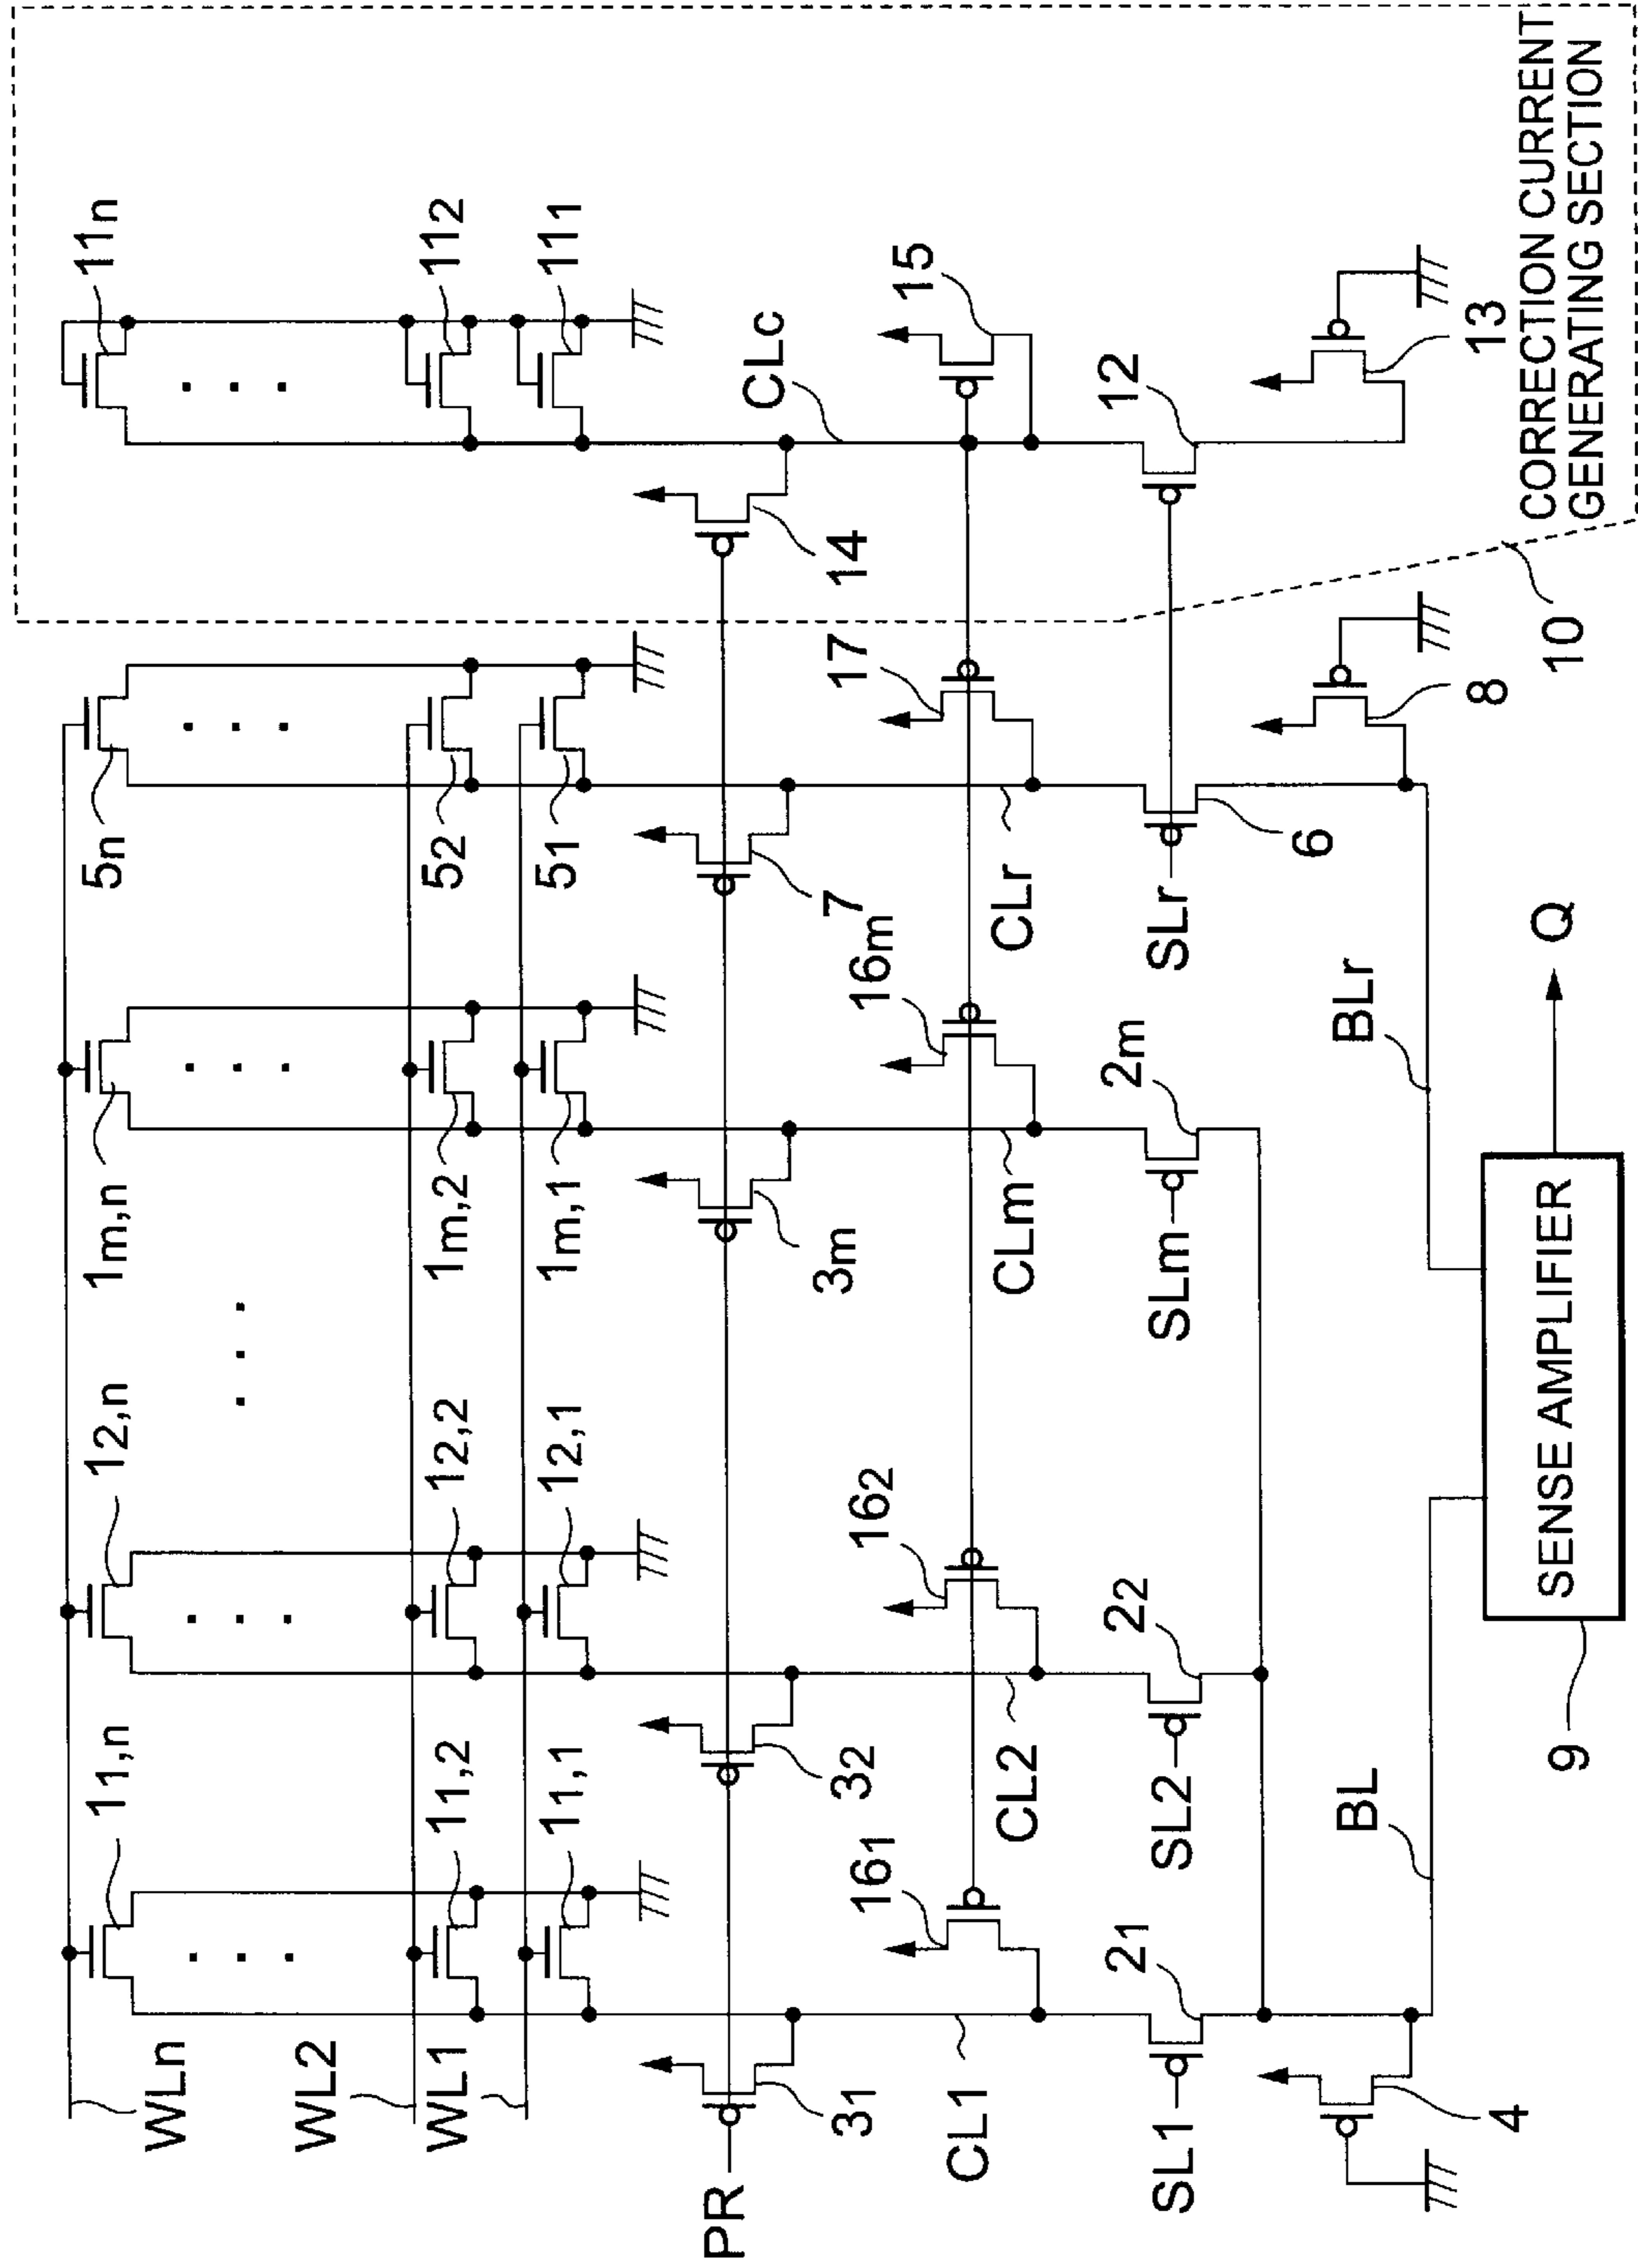 WLn
WL2
WL1
11,n
11,2
11,1
12,n
12,2
12,1
1m,n
1m,2
1m,1
5n
52
51
11n
112
111
PR
31
32
3m
7
14
CL1
CL2
CLm
CLr
CLc
161
162
16m
17
15
SL1
SL2
SLm
SLr
21
22
2m
6
12
4
8
13
BL
BLr
10
9
SENSE AMPLIFIER
Q
CORRECTION CURRENT
GENERATING SECTION